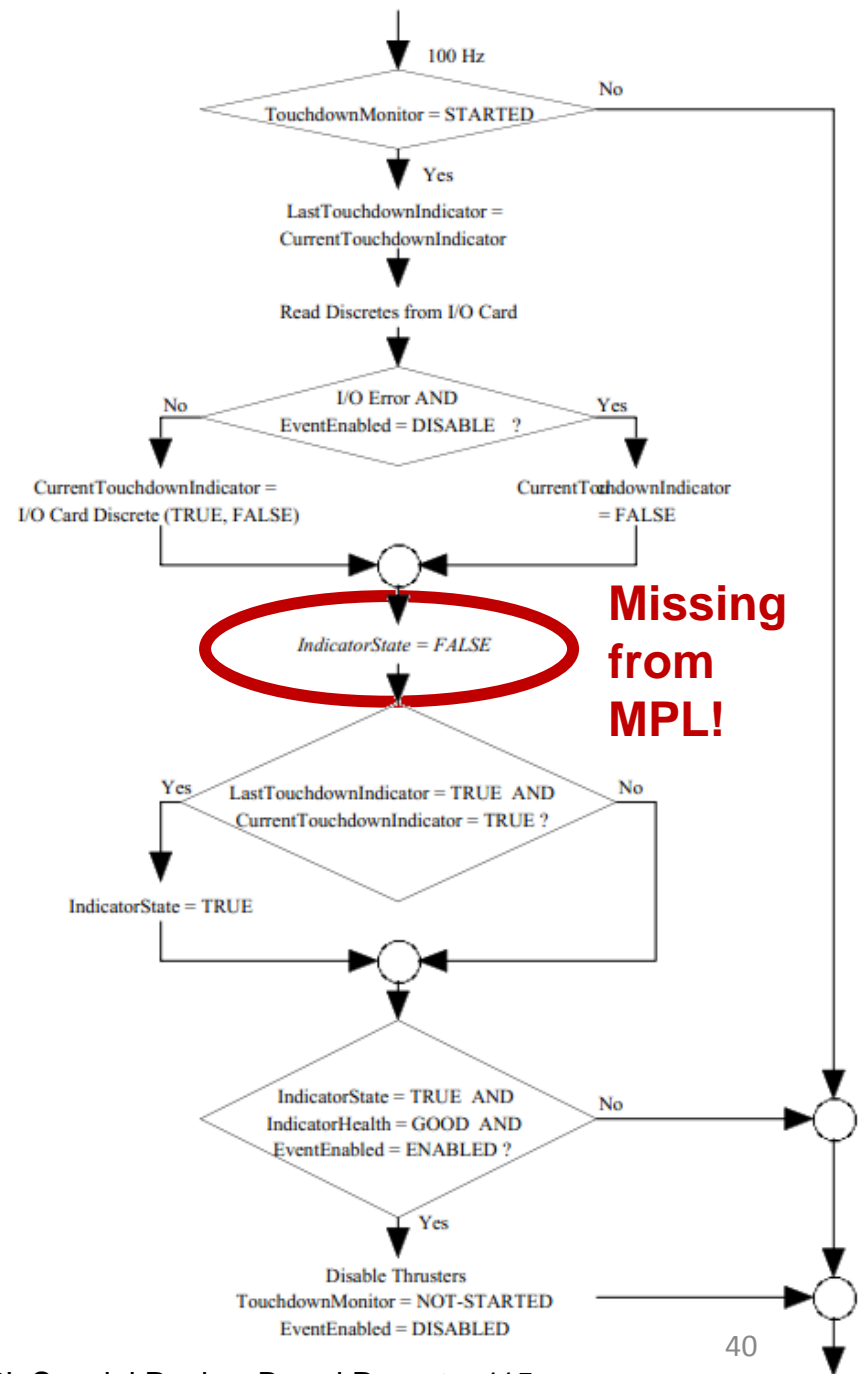 100 Hz
No
TouchdownMonitor = STARTED
Yes
LastTouchdownIndicator =
CurrentTouchdownIndicator
Read Discretes from I/O Card
I/O Error AND
EventEnabled = DISABLE ?
No
Yes
CurrentTouchdownIndicator =
I/O Card Discrete (TRUE, FALSE)
CurrentTouchdownIndicator
= FALSE
IndicatorState = FALSE
Missing
from
MPL!
LastTouchdownIndicator = TRUE AND
CurrentTouchdownIndicator = TRUE ?
Yes
No
IndicatorState = TRUE
IndicatorState = TRUE AND
IndicatorHealth = GOOD AND
EventEnabled = ENABLED ?
No
Yes
Disable Thrusters
TouchdownMonitor = NOT-STARTED
EventEnabled = DISABLED
40